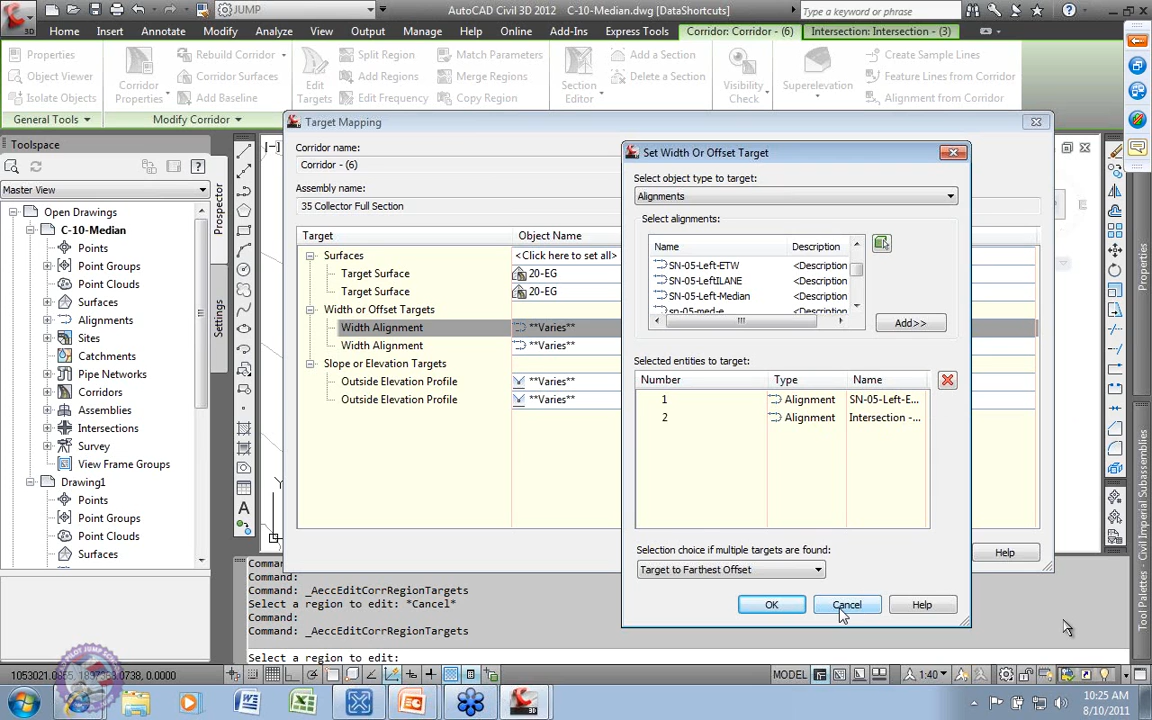 JUMP
AutoCAD Civil 3D 2012 C-10-Median.dwg [DataShortcuts]
Type a keyword or phrase
Home Insert Annotate Modify Analyze View Output Manage Help Online Add-Ins Express Tools Corridor: Corridor - (6) Intersection: Intersection - (3)
Properties Rebuild Corridor Split Region Match Parameters Add a Section Create Sample Lines
Object Viewer Corridor Surfaces Add Regions Merge Regions Delete a Section Feature Lines from Corridor
Isolate Objects Corridor Properties Add Baseline Edit Targets Edit Frequency Copy Region Section Editor Visibility Check Superelevation Alignment from Corridor
General Tools Modify Corridor
Toolspace
Master View
Open Drawings
C-10-Median
Points
Point Groups
Point Clouds
Surfaces
Alignments
Sites
Catchments
Pipe Networks
Corridors
Assemblies
Intersections
Survey
View Frame Groups
Drawing1
Points
Point Groups
Point Clouds
Surfaces
Prospector
Settings
Target Mapping
Corridor name:
Corridor - (6)
Assembly name:
35 Collector Full Section
Target Object Name
Surfaces <Click here to set all>
Target Surface 20-EG
Target Surface 20-EG
Width or Offset Targets
Width Alignment **Varies**
Width Alignment **Varies**
Slope or Elevation Targets
Outside Elevation Profile **Varies**
Outside Elevation Profile **Varies**
Help
Set Width Or Offset Target
Select object type to target:
Alignments
Select alignments:
Name Description
SN-05-Left-ETW <Description
SN-05-LeftILANE <Description
SN-05-Left-Median <Description
sn-05-med-e... <Description
Add>>
Selected entities to target:
Number Type Name
1 Alignment SN-05-Left-E...
2 Alignment Intersection -...
Selection choice if multiple targets are found:
Target to Farthest Offset
OK Cancel Help
Properties
Tool Palettes - Civil Imperial Subassemblies
Command:
Command: _AeccEditCorrRegionTargets
Select a region to edit: *Cancel*
Command:
Command: _AeccEditCorrRegionTargets
Select a region to edit:
MODEL 1:40
10:25 AM
8/10/2011